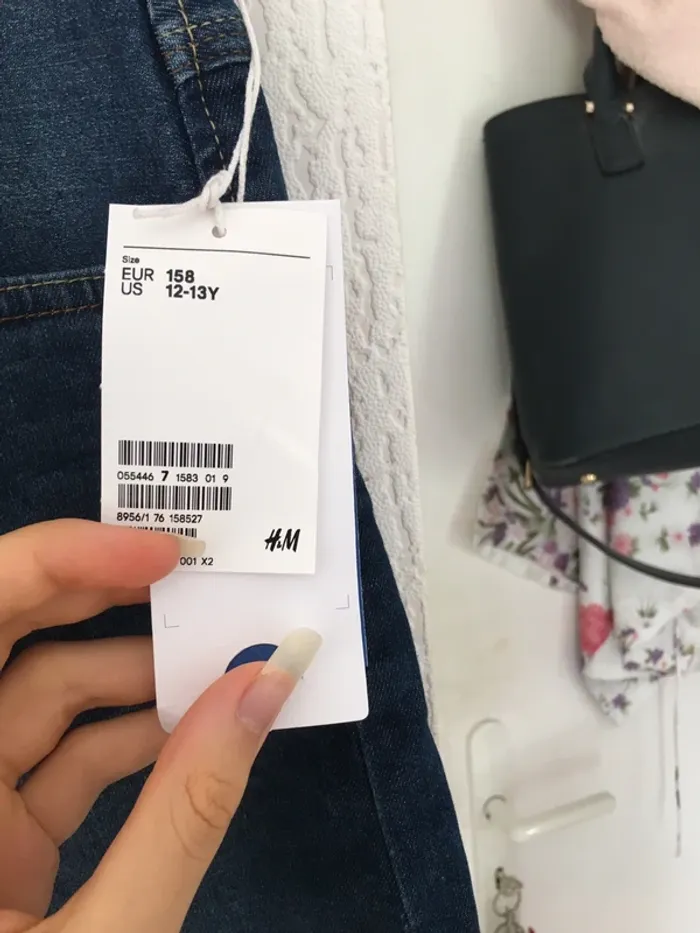 Size
EUR 158
US 12-13Y
055446 7 1583 01 9
8956/1 76 158527
001 X2
H&M